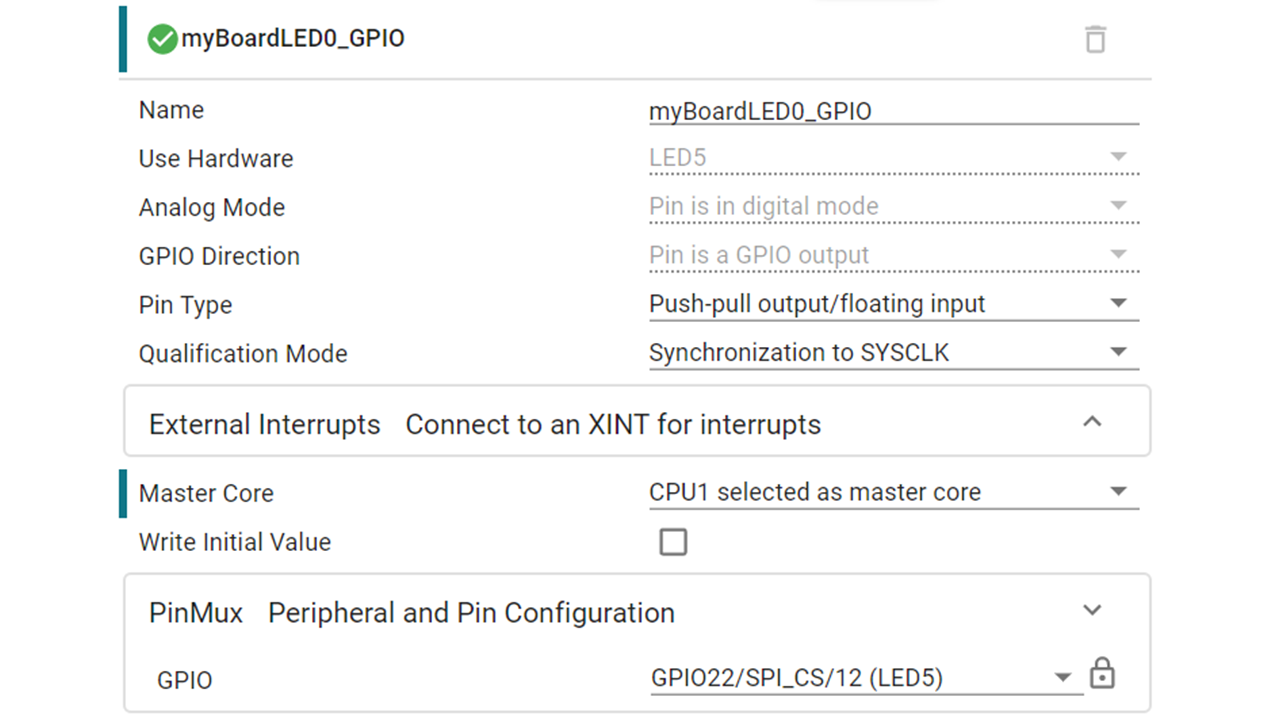 myBoardLED0_GPIO
Name myBoardLED0_GPIO
Use Hardware LED5
Analog Mode Pin is in digital mode
GPIO Direction Pin is a GPIO output
Pin Type Push-pull output/floating input
Qualification Mode Synchronization to SYSCLK
External Interrupts Connect to an XINT for interrupts
Master Core CPU1 selected as master core
Write Initial Value
PinMux Peripheral and Pin Configuration
GPIO GPIO22/SPI_CS/12 (LED5)